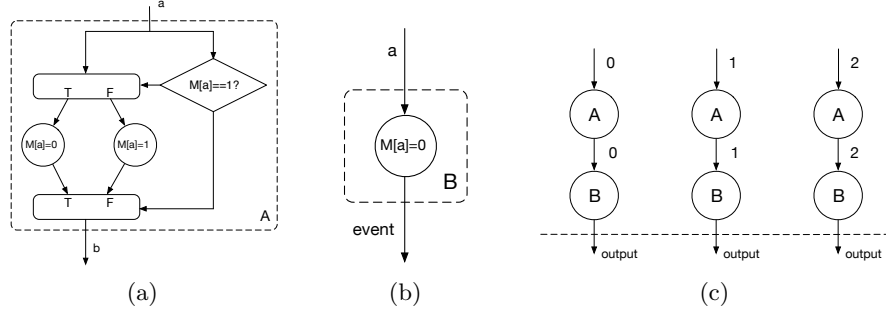 a
M[a]==1?
T F
M[a]=0 M[a]=1
T F
A
b
(a)
a
M[a]=0
B
event
(b)
0 1 2
A A A
0 1 2
B B B
output output output
(c)